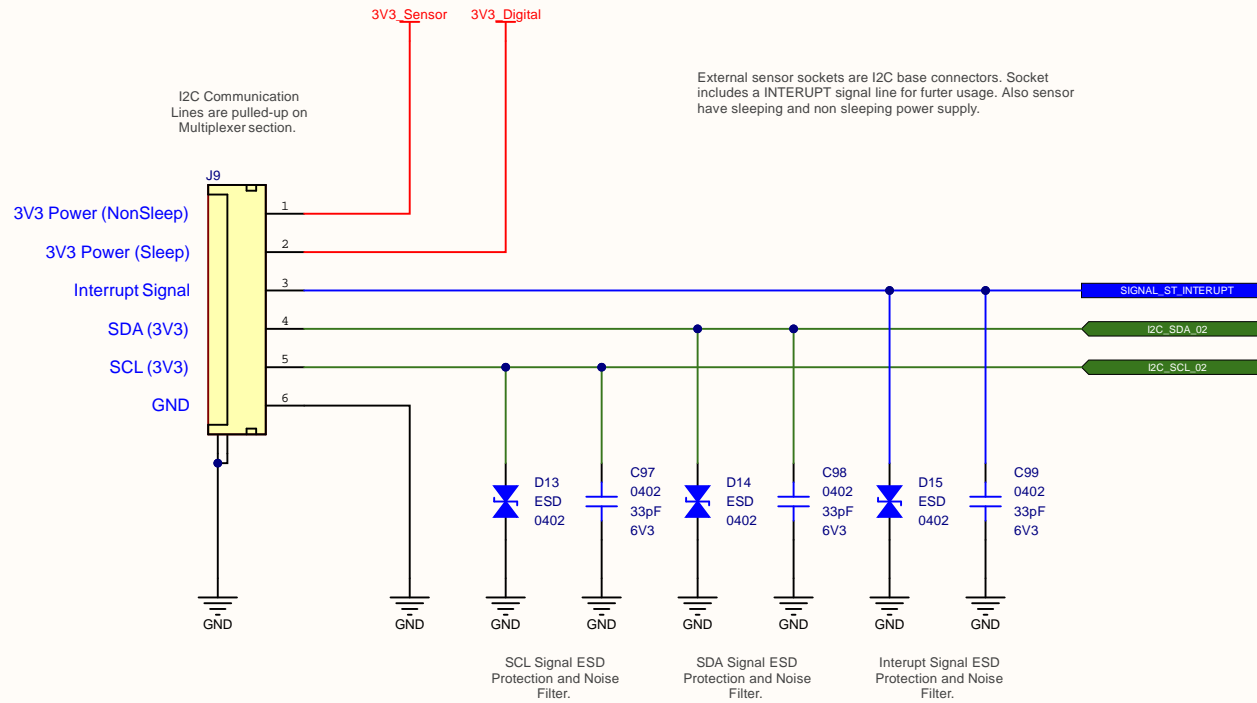 3V3_Sensor
3V3_Digital
I2C Communication
Lines are pulled-up on
Multiplexer section.
External sensor sockets are I2C base connectors. Socket
includes a INTERUPT signal line for furter usage. Also sensor
have sleeping and non sleeping power supply.
J9
3V3 Power (NonSleep)
1
3V3 Power (Sleep)
2
Interrupt Signal
3
SIGNAL_ST_INTERUPT
SDA (3V3)
4
I2C_SDA_02
SCL (3V3)
5
I2C_SCL_02
GND
6
D13
ESD
0402
C97
0402
33pF
6V3
D14
ESD
0402
C98
0402
33pF
6V3
D15
ESD
0402
C99
0402
33pF
6V3
GND
GND
GND
GND
GND
GND
GND
GND
SCL Signal ESD
Protection and Noise
Filter.
SDA Signal ESD
Protection and Noise
Filter.
Interupt Signal ESD
Protection and Noise
Filter.